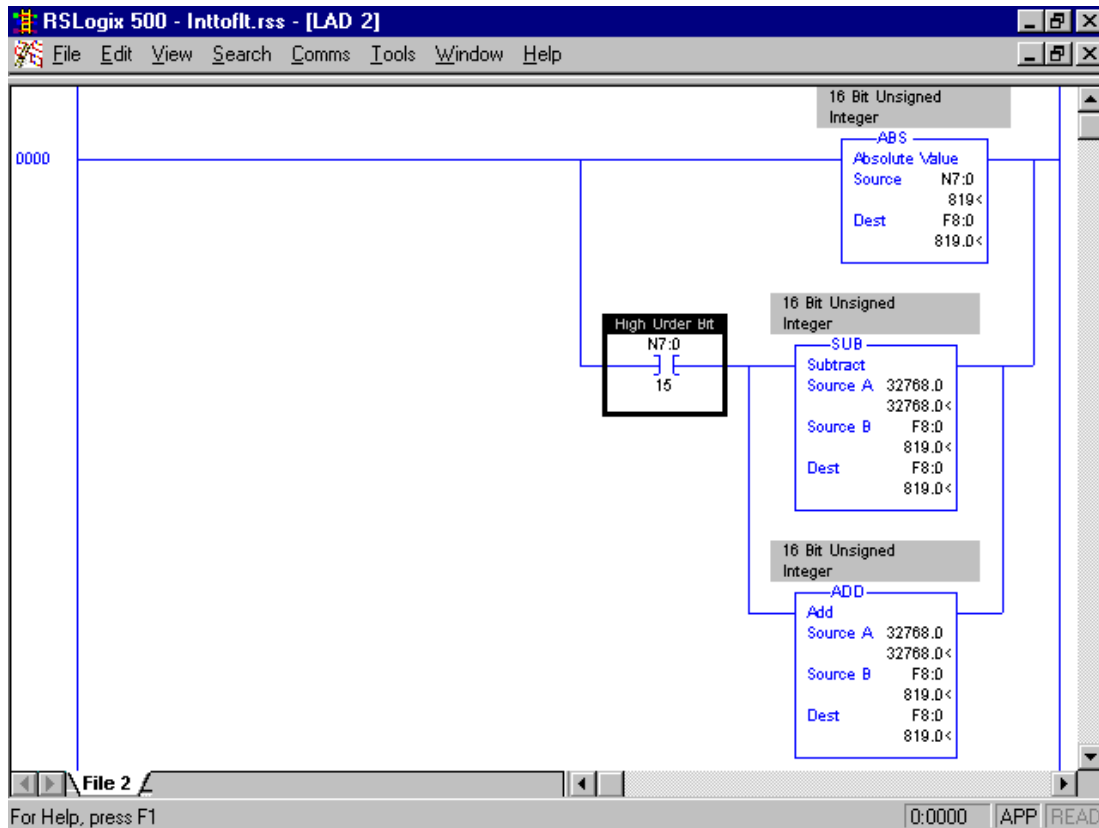 RSLogix 500 - Inttoflt.rss - [LAD 2]
File Edit View Search Comms Tools Window Help
16 Bit Unsigned
Integer
ABS
0000
Absolute Value
Source N7:0
819<
Dest F8:0
819.0<
16 Bit Unsigned
Integer
High Order Bit
N7:0
15
SUB
Subtract
Source A 32768.0
32768.0<
Source B F8:0
819.0<
Dest F8:0
819.0<
16 Bit Unsigned
Integer
ADD
Add
Source A 32768.0
32768.0<
Source B F8:0
819.0<
Dest F8:0
819.0<
File 2
For Help, press F1 0:0000 APP READ